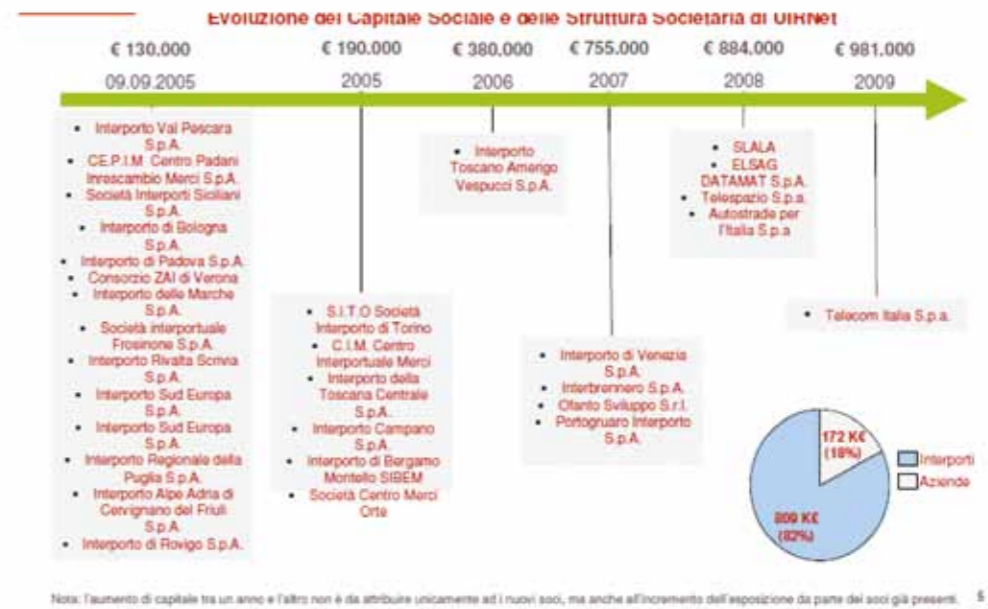 Evoluzione del Capitale Sociale e delle Struttura Societaria di UIRNet
€ 130.000
€ 190.000
€ 380.000
€ 755.000
€ 884.000
€ 981.000
09.09.2005
2005
2006
2007
2008
2009
• Interporto Val Pescara
S.p.A.
• CE.P.I.M Centro Padani
Inrescambio Merci S.p.A.
• Società Interporti Siciliani
S.p.A.
• Interporto di Bologna
S.p.A.
• Interporto di Padova S.p.A
• Consorzio ZAI di Verona
• Interporto delle Marche
S.p.A.
• Società interportuale
Frosinone S.p.A.
• Interporto Rivalta Scrivia
S.p.A.
• Interporto Sud Europa
S.p.A.
• Interporto Sud Europa
S.p.A.
• Interporto Regionale della
Puglia S.p.A.
• Interporto Alpe Adria di
Cervignano del Friuli
S.p.A.
• Interporto di Rovigo S.p.A.
• S.I.T.O Società
Interporto di Torino
• C.I.M. Centro
Interportuale Merci
• Interporto della
Toscana Centrale
S.p.A.
• Interporto Campano
S.p.A.
• Interporto di Bergamo
Montello SIBEM
• Società Centro Merci
Orte
• Interporto
Toscano Amerigo
Vespucci S.p.A.
• Interporto di Venezia
S.p.A.
• Interbrennero S.p.A.
• Ofanto Sviluppo S.r.l.
• Portogruaro Interporto
S.p.A.
• SLALA
• ELSAG
DATAMAT S.p.A.
• Telespazio S.p.a.
• Autostrade per
l'Italia S.p.a
• Telecom Italia S.p.a.
172 K€
(18%)
809 K€
(82%)
Interporti
Aziende
Nota: l'aumento di capitale tra un anno e l'altro non è da attribuire unicamente ad i nuovi soci, ma anche all'incremento dell'esposizione da parte dei soci già presenti.
5